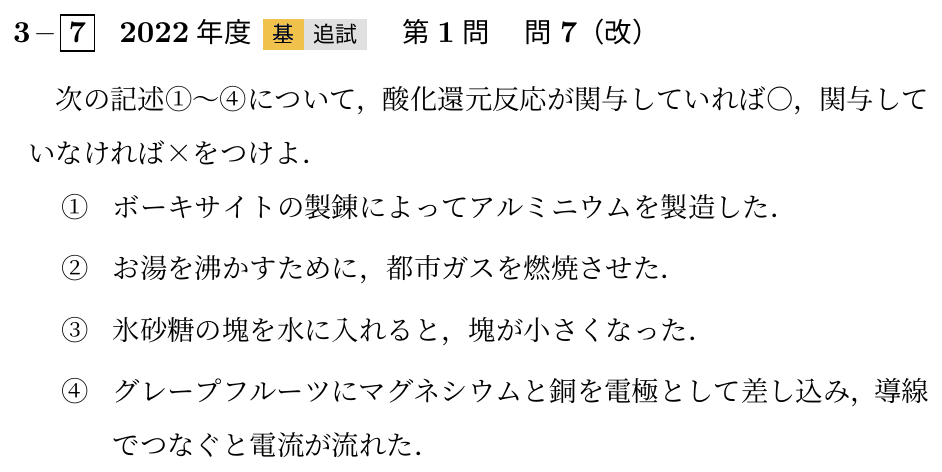 3－7 2022年度 基 追試 第1問 問7（改）
次の記述①～④について，酸化還元反応が関与していれば○，関与して
いなければ×をつけよ．
① ボーキサイトの製錬によってアルミニウムを製造した．
② お湯を沸かすために，都市ガスを燃焼させた．
③ 氷砂糖の塊を水に入れると，塊が小さくなった．
④ グレープフルーツにマグネシウムと銅を電極として差し込み，導線
でつなぐと電流が流れた．